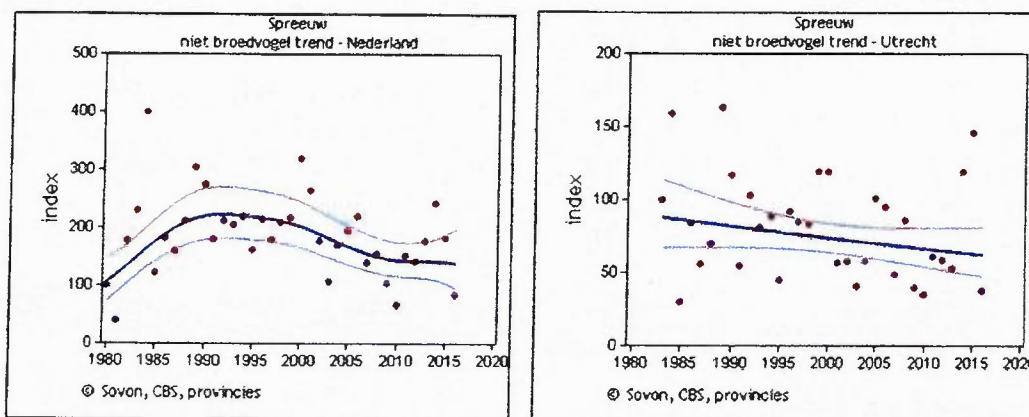 Spreeuw
niet broedvogel trend - Nederland
500
400
300
200
100
0
index
1980 1985 1990 1995 2000 2005 2010 2015 2020
© Sovon, CBS, provincies
Spreeuw
niet broedvogel trend - Utrecht
200
150
100
50
0
index
1980 1985 1990 1995 2000 2005 2010 2015 2020
© Sovon, CBS, provincies